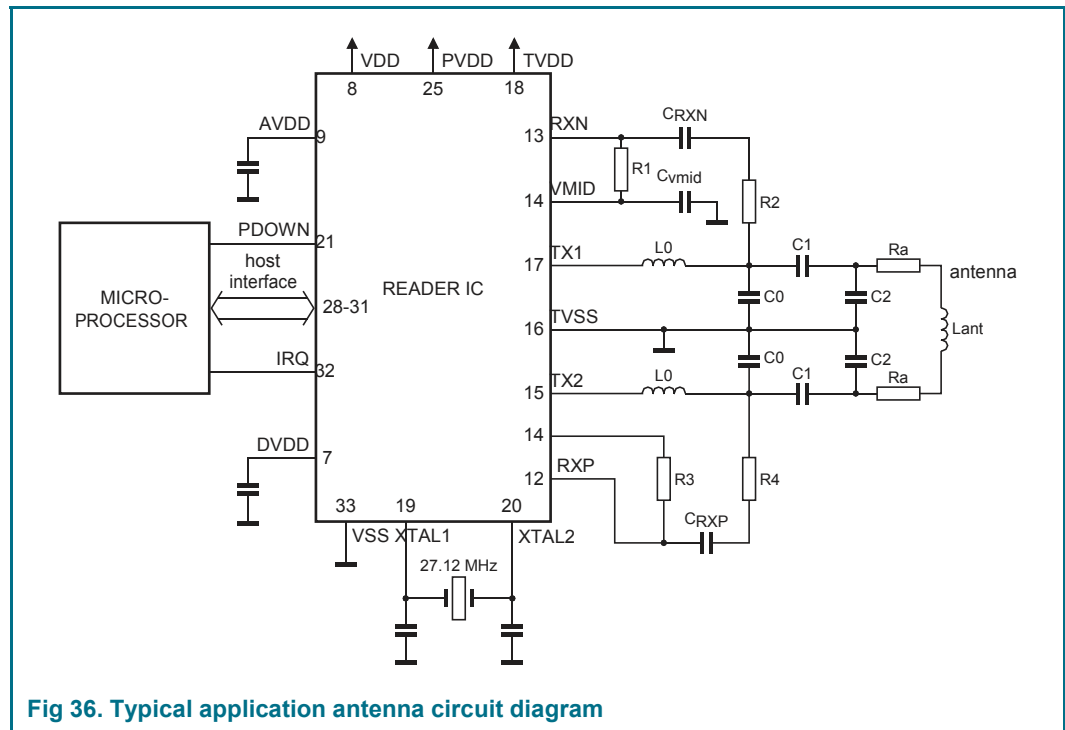 VDD PVDD TVDD
8 25 18
AVDD 9
13 RXN CRXN
R1 Cvmid
14 VMID R2
PDOWN 21
host
interface
17 TX1 L0 C1 Ra antenna
MICRO-
PROCESSOR
28-31
READER IC
C0 C2
Lant
16 TVSS
IRQ 32
C0 C2
15 TX2 L0 C1 Ra
14
DVDD 7
12 RXP R3 R4
CRXP
33 19 20
VSS XTAL1 XTAL2
27.12 MHz
Fig 36. Typical application antenna circuit diagram